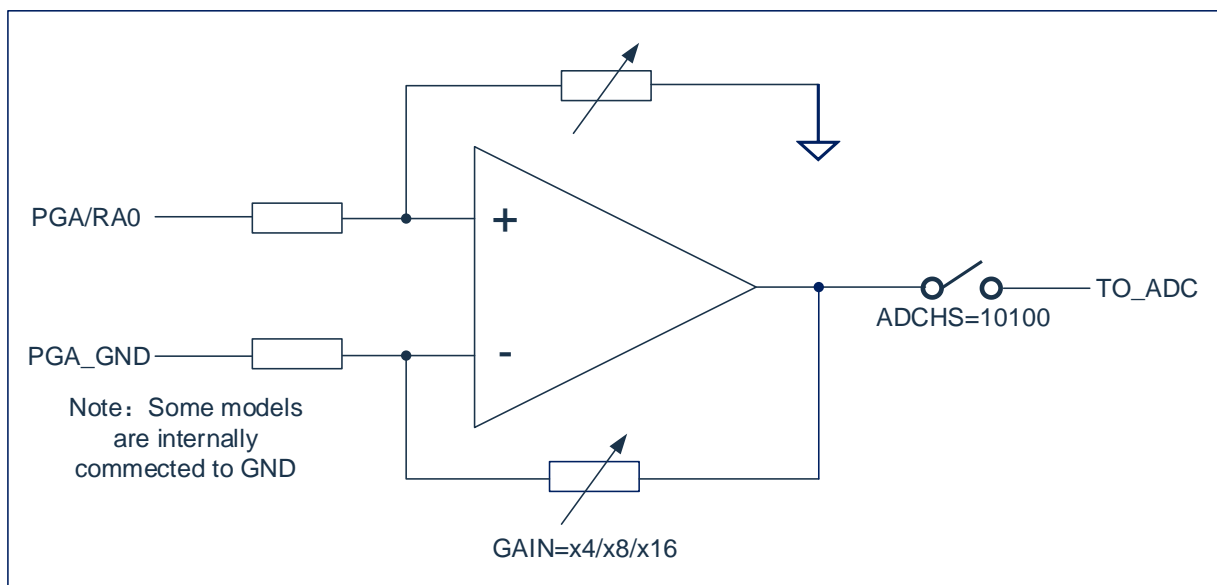 PGA/RA0
+
TO_ADC
ADCHS=10100
PGA_GND
-
Note：Some models
are internally
commected to GND
GAIN=x4/x8/x16